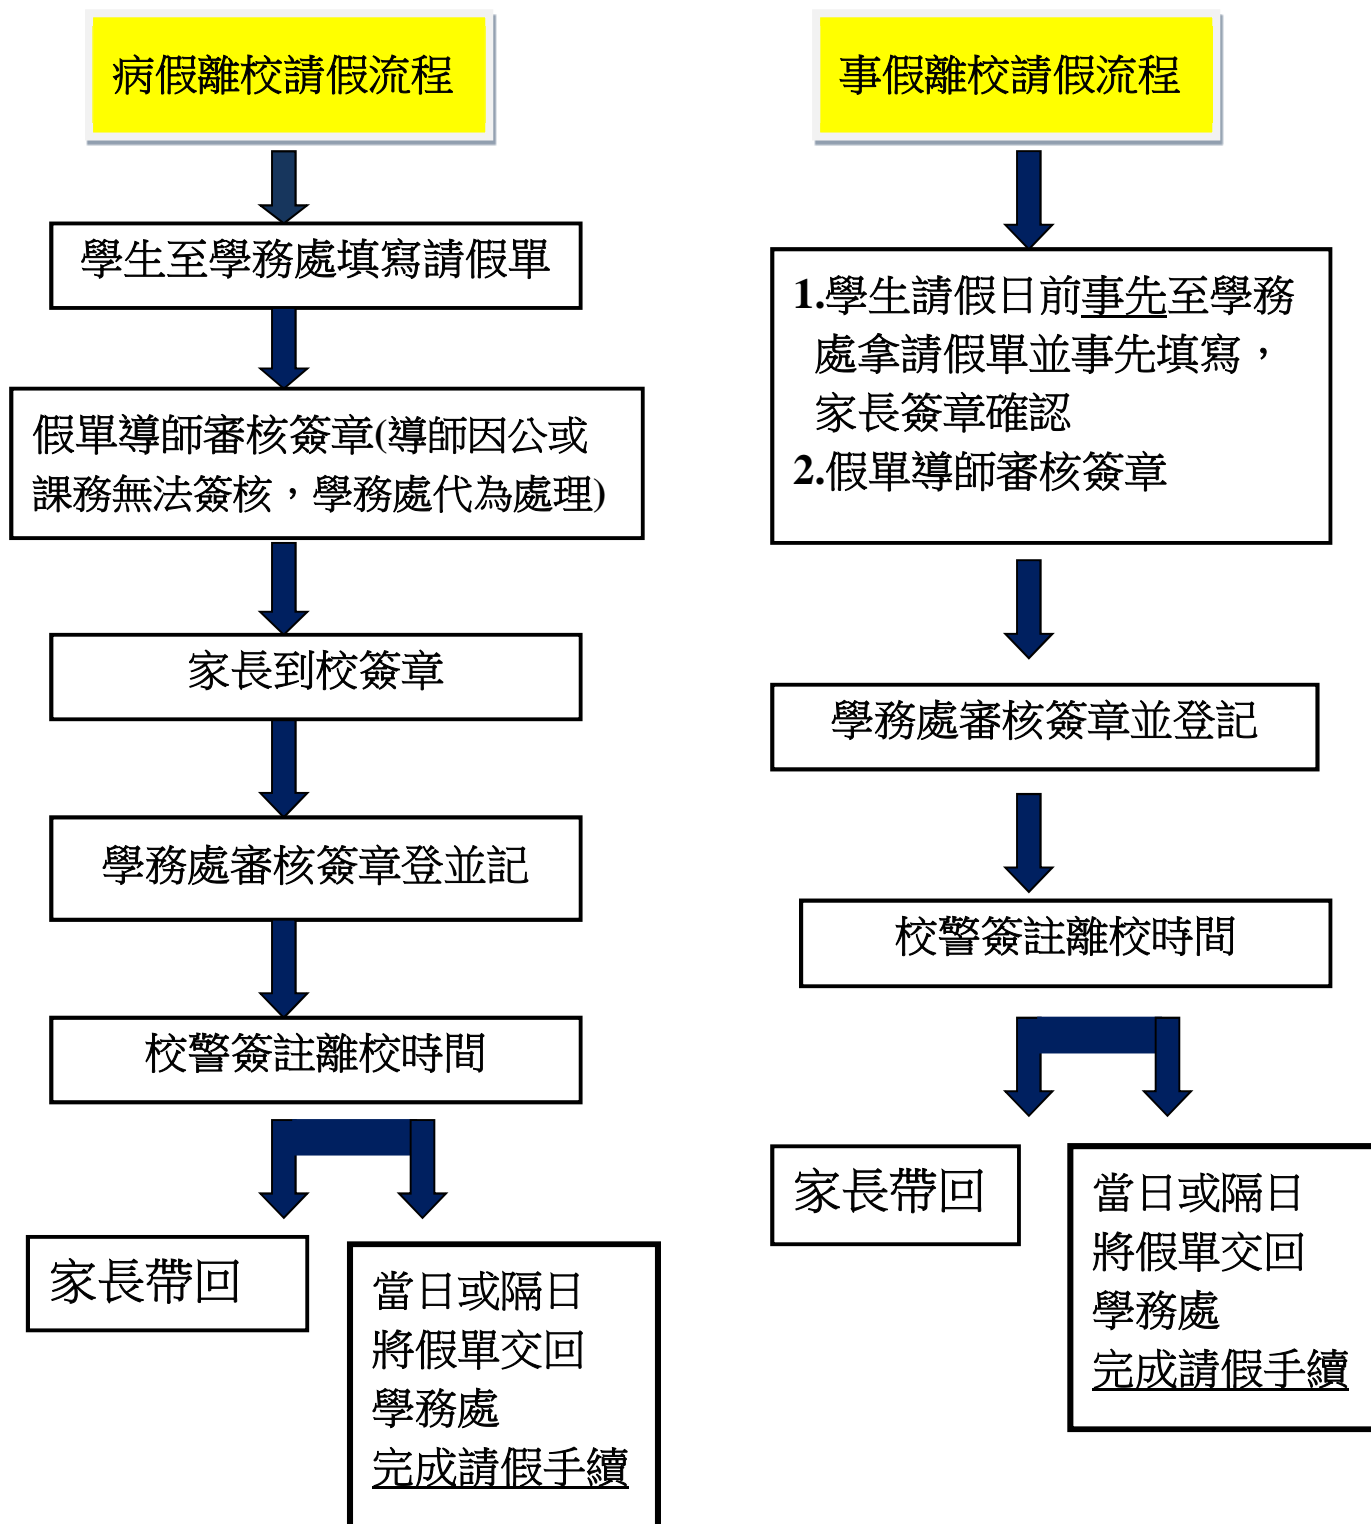 病假離校請假流程
學生至學務處填寫請假單
假單導師審核簽章(導師因公或
課務無法簽核，學務處代為處理)
家長到校簽章
學務處審核簽章登並記
校警簽註離校時間
家長帶回
當日或隔日
將假單交回
學務處
完成請假手續
事假離校請假流程
1.學生請假日前事先至學務
處拿請假單並事先填寫，
家長簽章確認
2.假單導師審核簽章
學務處審核簽章並登記
校警簽註離校時間
家長帶回
當日或隔日
將假單交回
學務處
完成請假手續